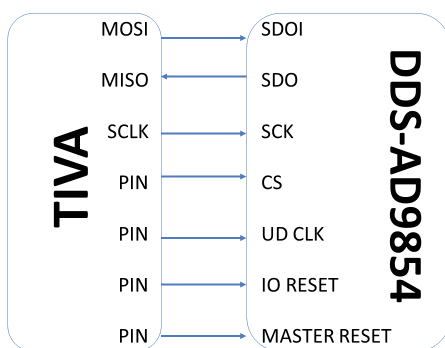 MOSI SDOI
MISO SDO
SCLK SCK
PIN CS
PIN UD CLK
PIN IO RESET
PIN MASTER RESET
TIVA
DDS-AD9854